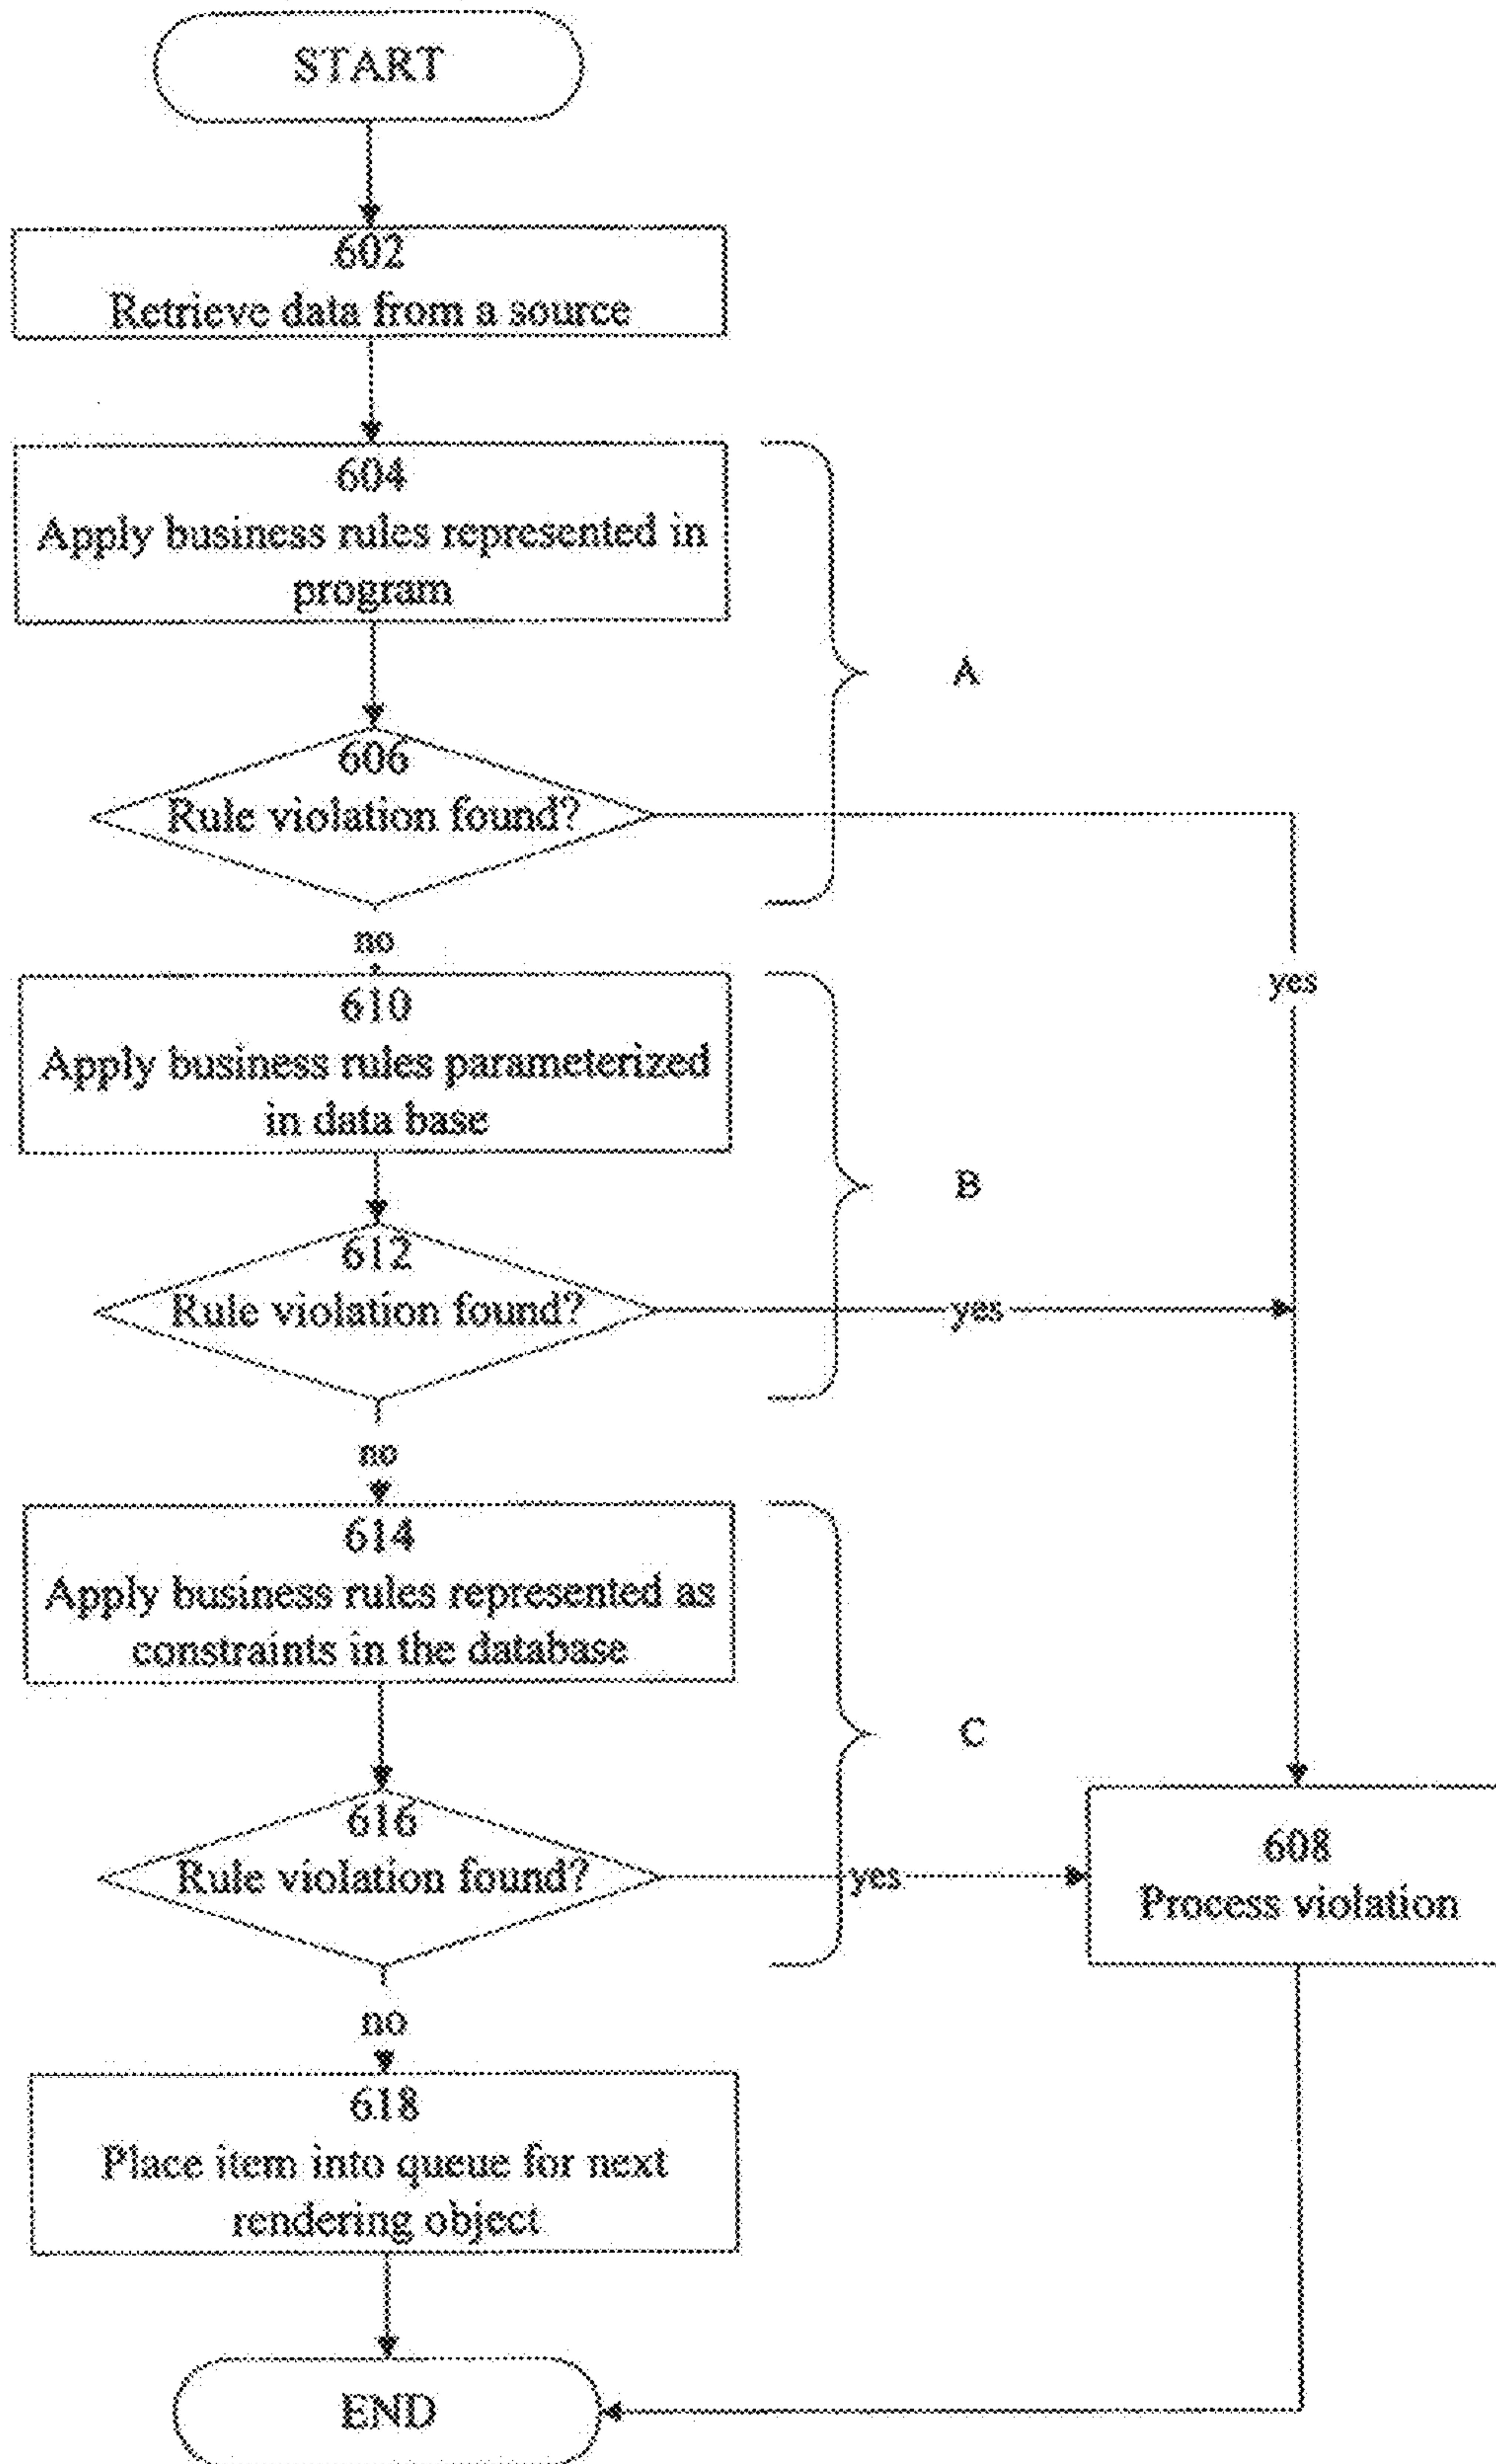 START
602
Retrieve data from a source
604
Apply business rules represented in
program
A
606
Rule violation found?
no
yes
610
Apply business rules parameterized
in data base
B
612
Rule violation found?
yes
no
614
Apply business rules represented as
constraints in the database
C
616
Rule violation found?
yes
608
Process violation
no
618
Place item into queue for next
rendering object
END